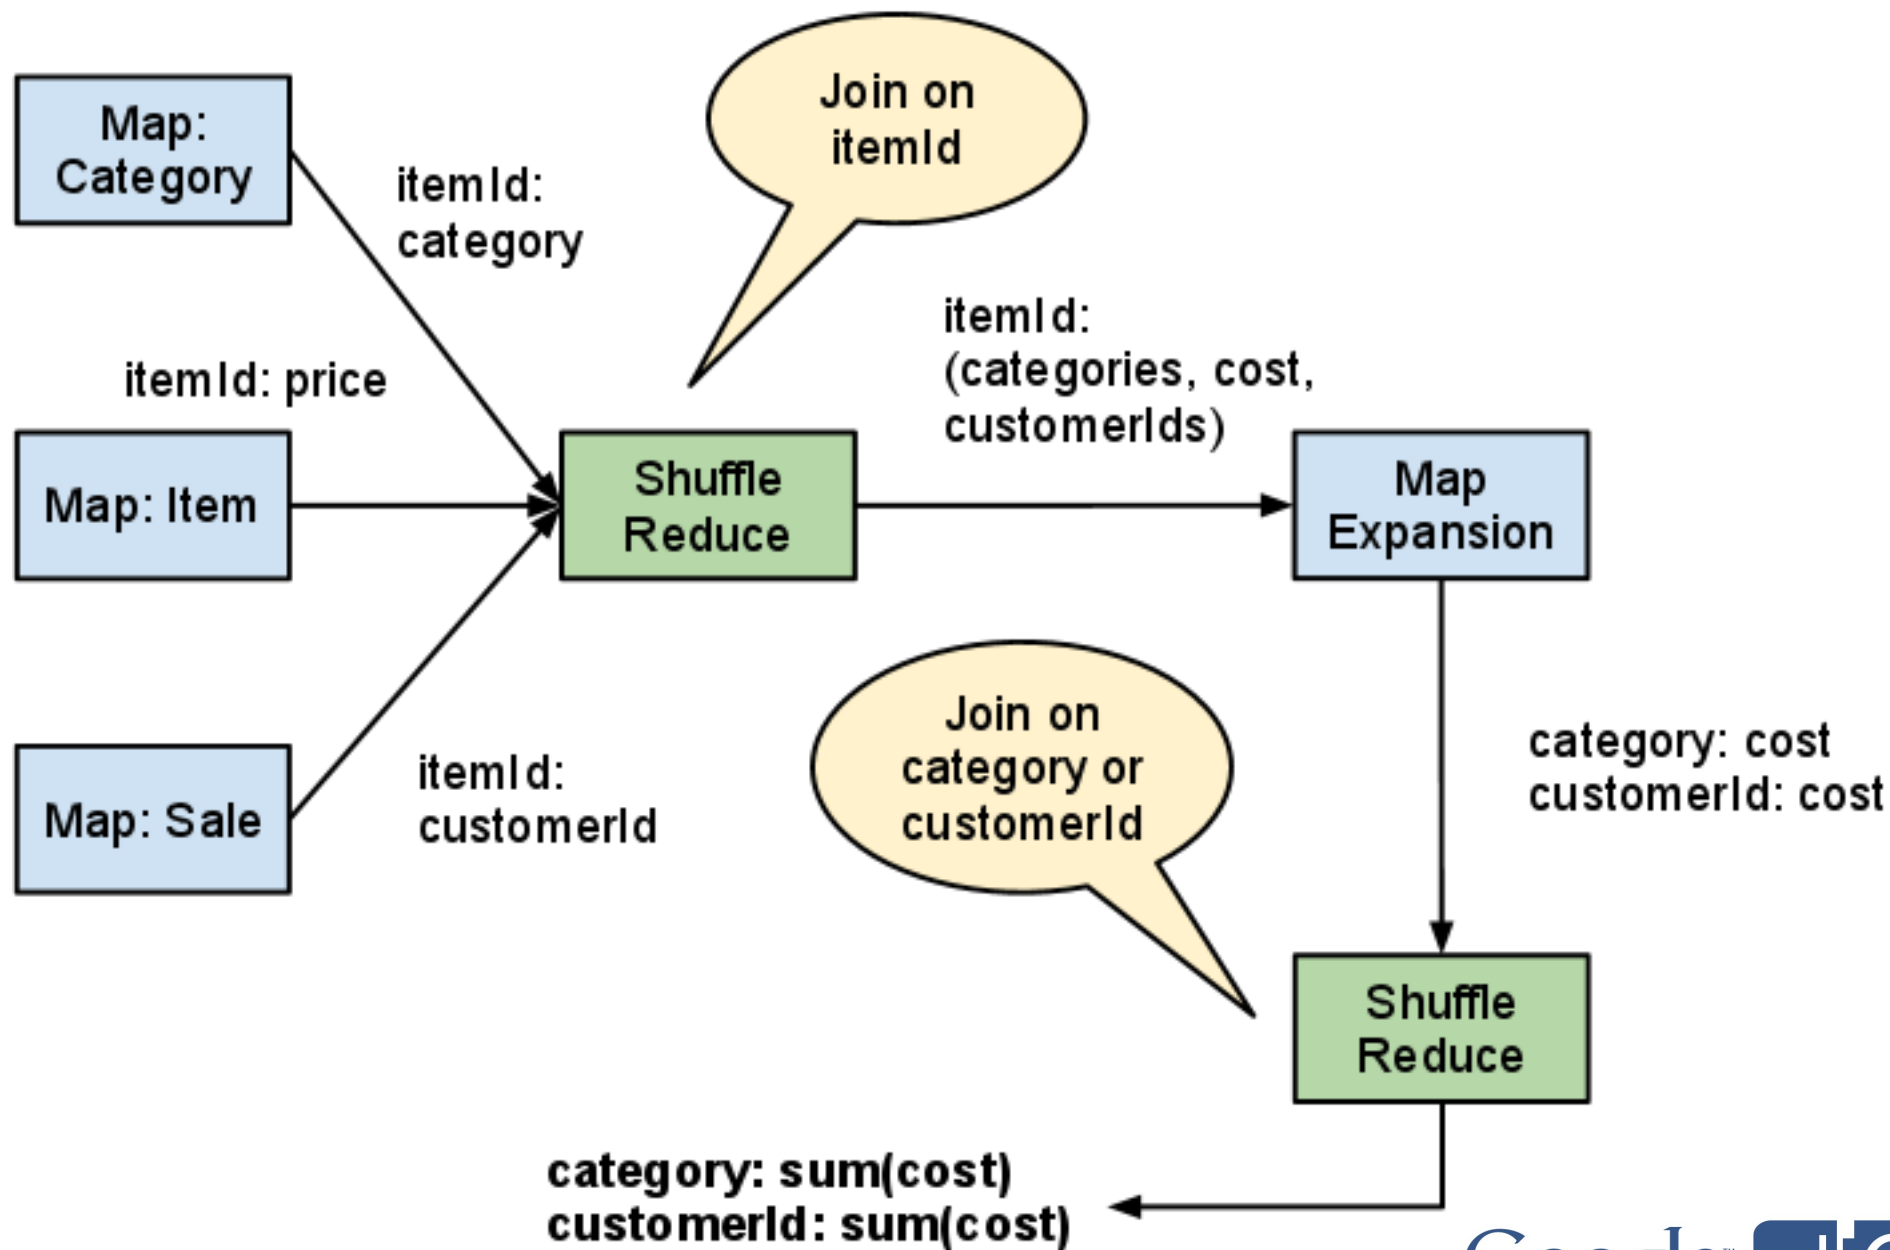 Map:
Category
itemId:
category
Join on
itemId
itemId: price
itemId:
(categories, cost,
customerIds)
Map: Item
Shuffle
Reduce
Map
Expansion
Map: Sale
itemId:
customerId
Join on
category or
customerId
category: cost
customerId: cost
Shuffle
Reduce
category: sum(cost)
customerId: sum(cost)